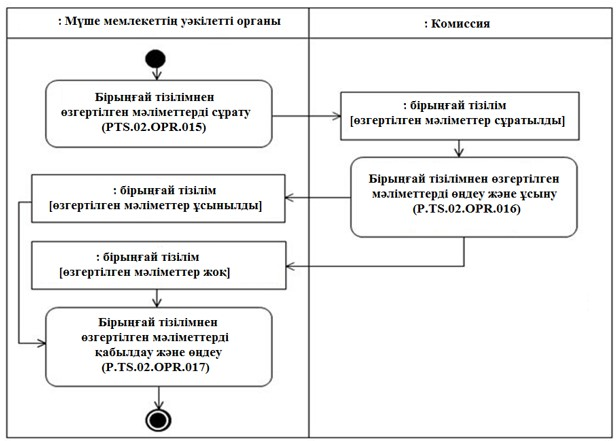 : Мүше мемлекеттің уәкілетті органы
: Комиссия
Бірыңғай тізілімнен
өзгертілген мәліметтерді сұрату
(PTS.02.OPR.015)
: бірыңғай тізілім
[өзгертілген мәліметтер сұратылды]
Бірыңғай тізілімнен өзгертілген
мәліметтерді өңдеу және ұсыну
(P.TS.02.OPR.016)
: бірыңғай тізілім
[өзгертілген мәліметтер ұсынылды]
: бірыңғай тізілім
[өзгертілген мәліметтер жоқ]
Бірыңғай тізілімнен
өзгертілген мәліметтерді
қабылдау және өңдеу
(P.TS.02.OPR.017)